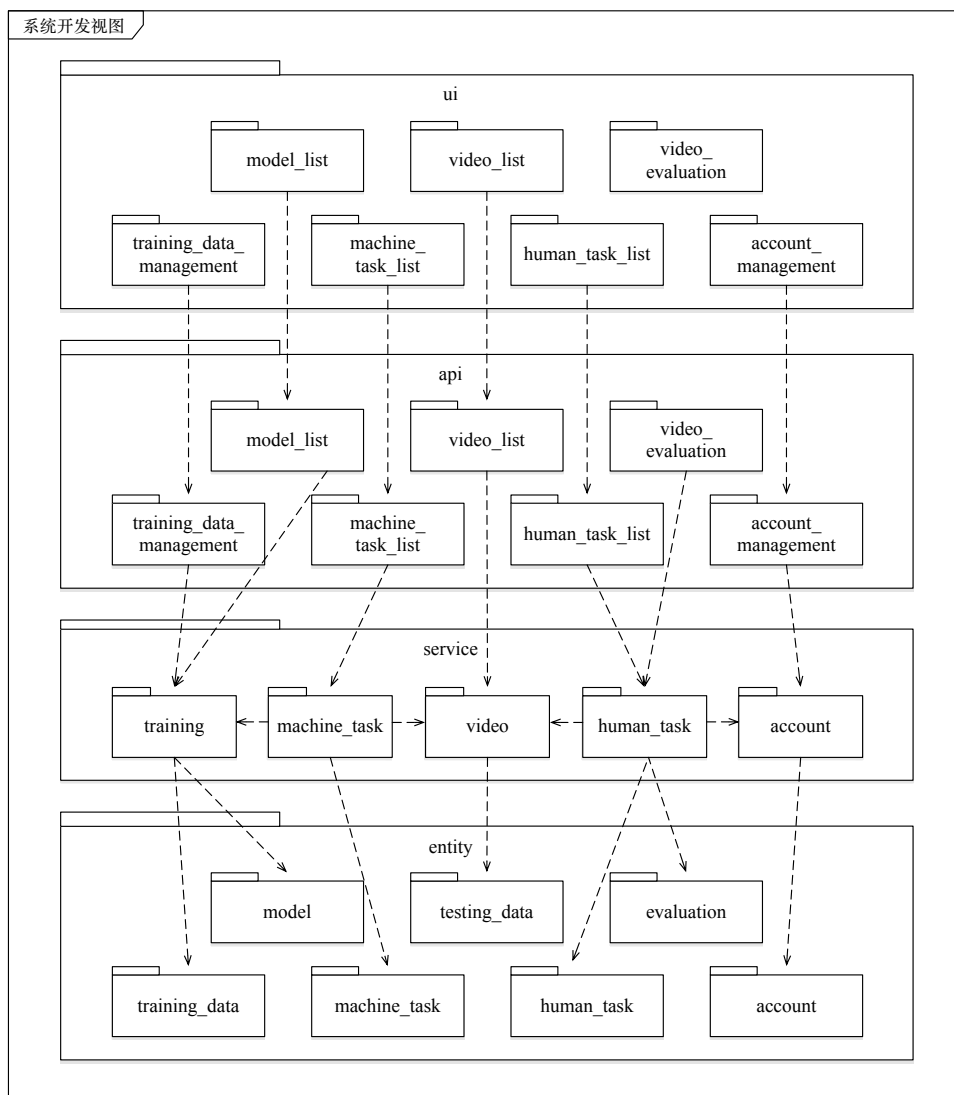 系统开发视图
ui
model_list
video_list
video_
evaluation
training_data_
management
machine_
task_list
human_task_list
account_
management
api
model_list
video_list
video_
evaluation
training_data_
management
machine_
task_list
human_task_list
account_
management
service
training
machine_task
video
human_task
account
entity
model
testing_data
evaluation
training_data
machine_task
human_task
account